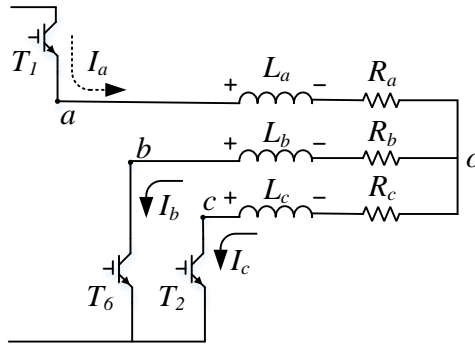 T1 Ia + La − Ra
a
b + Lb − Rb
o
c + Lc − Rc
Ib
T6 T2 Ic